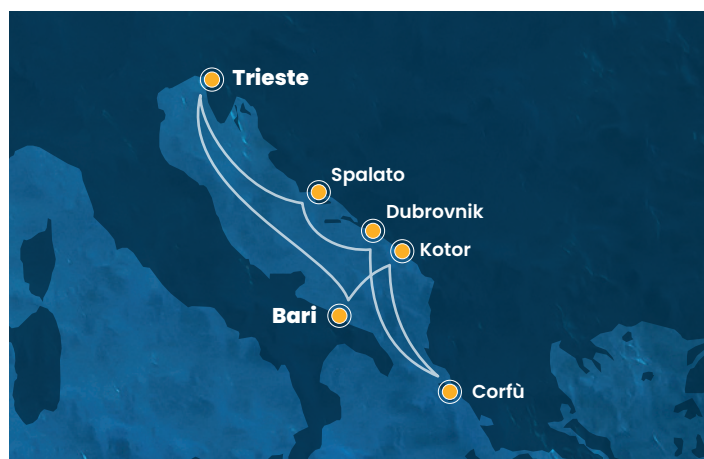 Trieste
Spalato
Dubrovnik
Kotor
Bari
Corfù